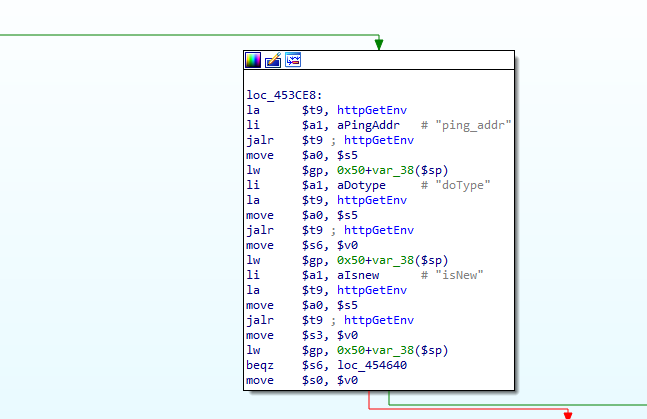 loc_453CE8:
la $t9, httpGetEnv
li $a1, aPingAddr # "ping_addr"
jalr $t9 ; httpGetEnv
move $a0, $s5
lw $gp, 0x50+var_38($sp)
li $a1, aDotype # "doType"
la $t9, httpGetEnv
move $a0, $s5
jalr $t9 ; httpGetEnv
move $s6, $v0
lw $gp, 0x50+var_38($sp)
li $a1, aIsnew # "isNew"
la $t9, httpGetEnv
move $a0, $s5
jalr $t9 ; httpGetEnv
move $s3, $v0
lw $gp, 0x50+var_38($sp)
beqz $s6, loc_454640
move $s0, $v0